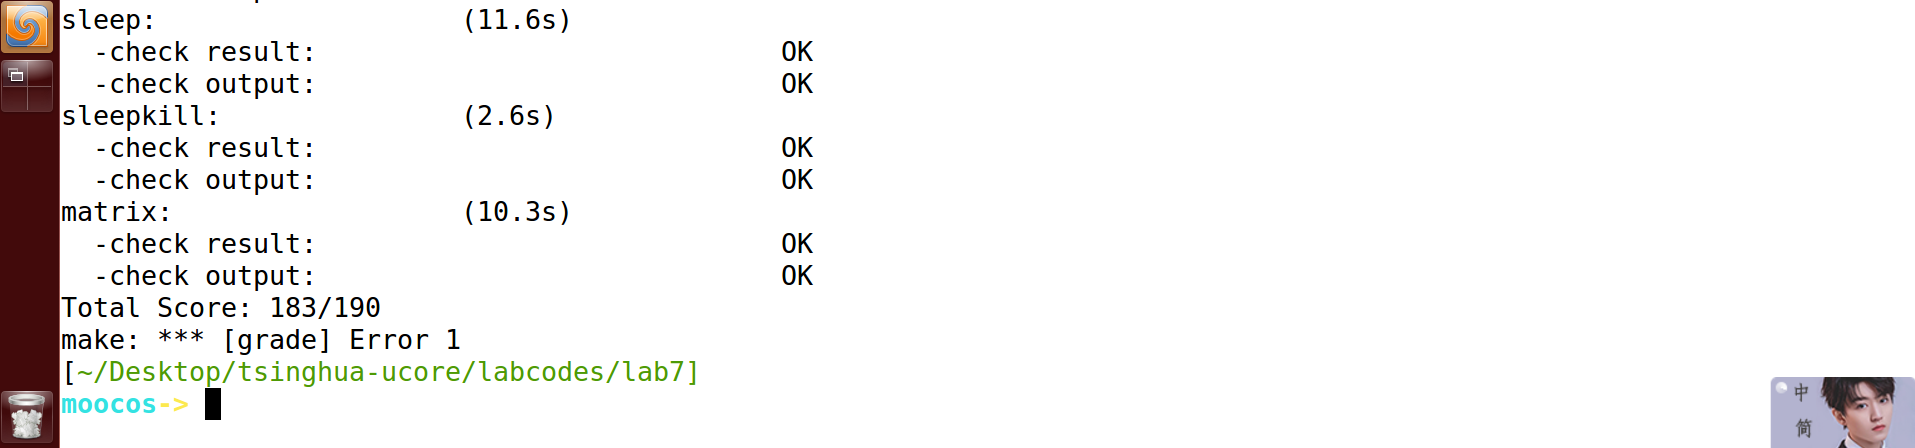 sleep: (11.6s)
-check result: OK
-check output: OK
sleepkill: (2.6s)
-check result: OK
-check output: OK
matrix: (10.3s)
-check result: OK
-check output: OK
Total Score: 183/190
make: *** [grade] Error 1
[~/Desktop/tsinghua-ucore/labcodes/lab7]
moocos->
中
简